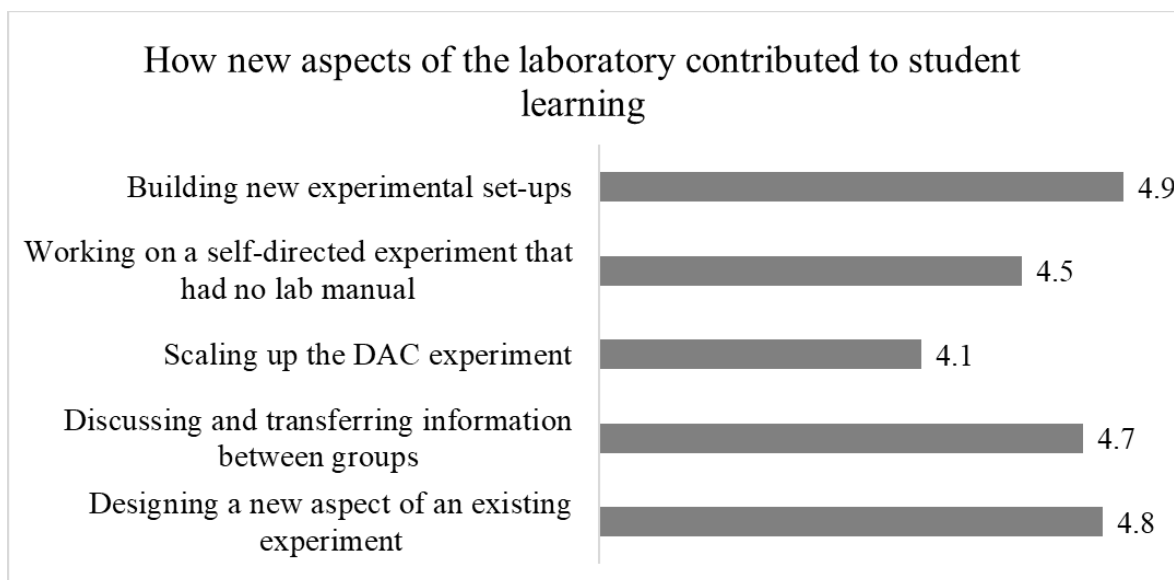 How new aspects of the laboratory contributed to student
learning
Building new experimental set-ups
4.9
Working on a self-directed experiment that
had no lab manual
4.5
Scaling up the DAC experiment
4.1
Discussing and transferring information
between groups
4.7
Designing a new aspect of an existing
experiment
4.8